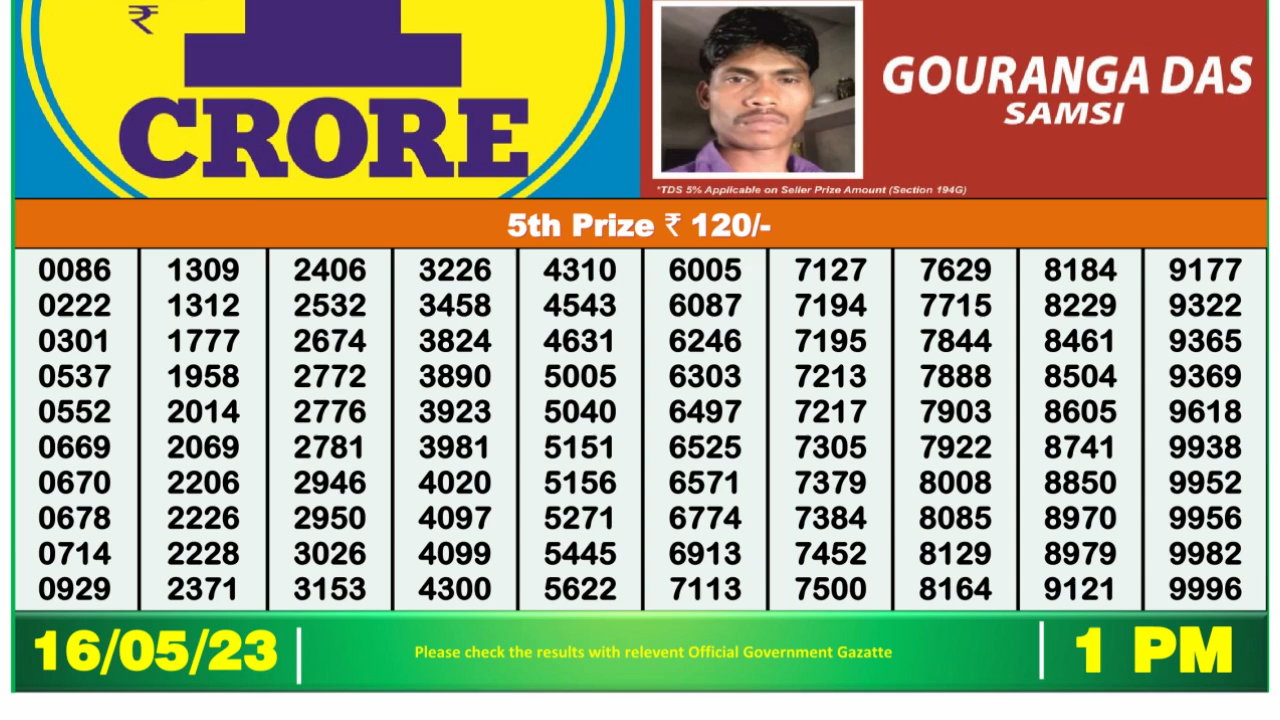 ₹
1
CRORE
GOURANGA DAS
SAMSI
*TDS 5% Applicable on Seller Prize Amount (Section 194G)
5th Prize ₹ 120/-
0086 1309 2406 3226 4310 6005 7127 7629 8184 9177
0222 1312 2532 3458 4543 6087 7194 7715 8229 9322
0301 1777 2674 3824 4631 6246 7195 7844 8461 9365
0537 1958 2772 3890 5005 6303 7213 7888 8504 9369
0552 2014 2776 3923 5040 6497 7217 7903 8605 9618
0669 2069 2781 3981 5151 6525 7305 7922 8741 9938
0670 2206 2946 4020 5156 6571 7379 8008 8850 9952
0678 2226 2950 4097 5271 6774 7384 8085 8970 9956
0714 2228 3026 4099 5445 6913 7452 8129 8979 9982
0929 2371 3153 4300 5622 7113 7500 8164 9121 9996
16/05/23
Please check the results with relevent Official Government Gazatte
1 PM